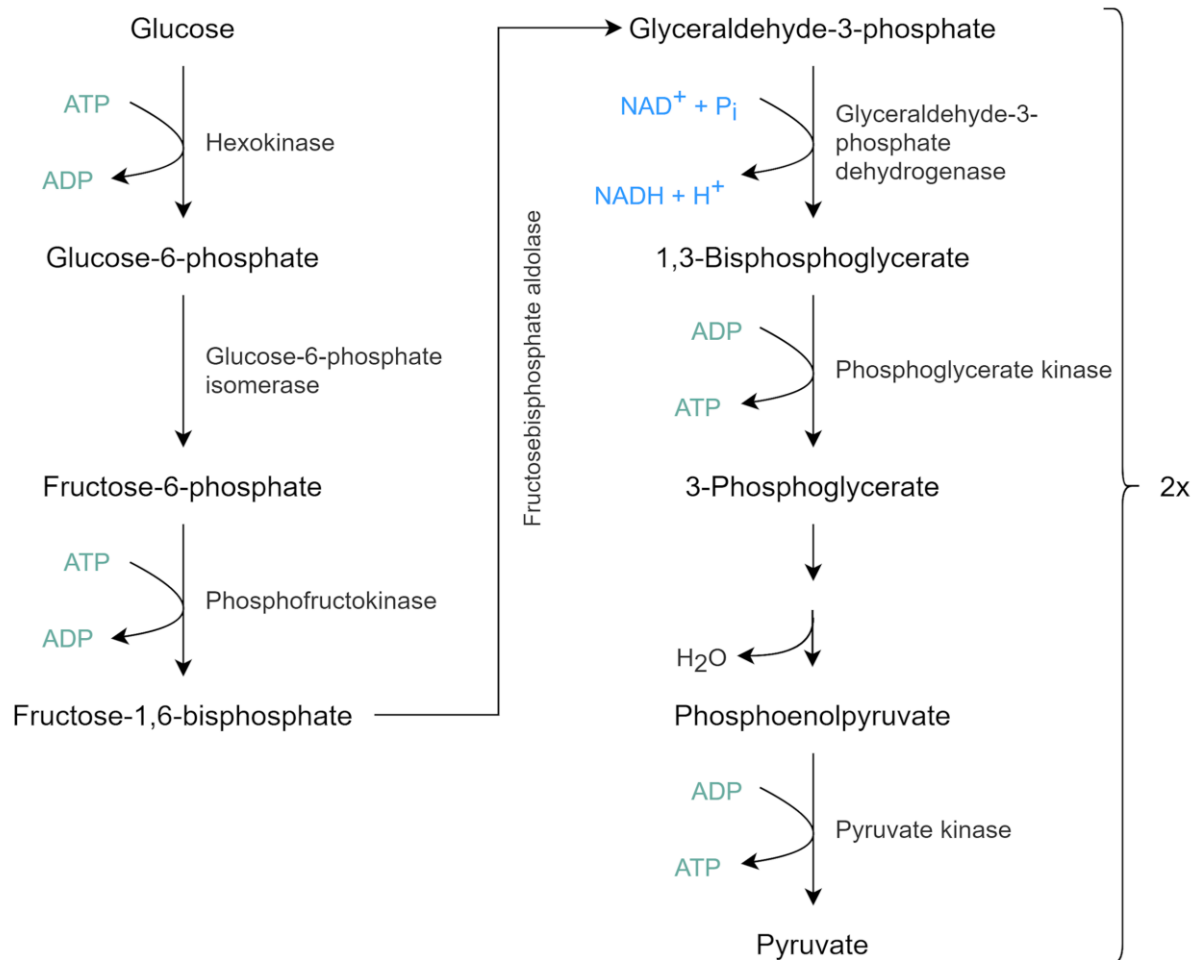 Glucose
ATP
Hexokinase
ADP
Glucose-6-phosphate
Glucose-6-phosphate
isomerase
Fructose-6-phosphate
ATP
Phosphofructokinase
ADP
Fructose-1,6-bisphosphate
Fructosebisphosphate aldolase
Glyceraldehyde-3-phosphate
NAD⁺ + Pᵢ
Glyceraldehyde-3-
phosphate
dehydrogenase
NADH + H⁺
1,3-Bisphosphoglycerate
ADP
Phosphoglycerate kinase
ATP
3-Phosphoglycerate
H₂O
Phosphoenolpyruvate
ADP
Pyruvate kinase
ATP
Pyruvate
2x